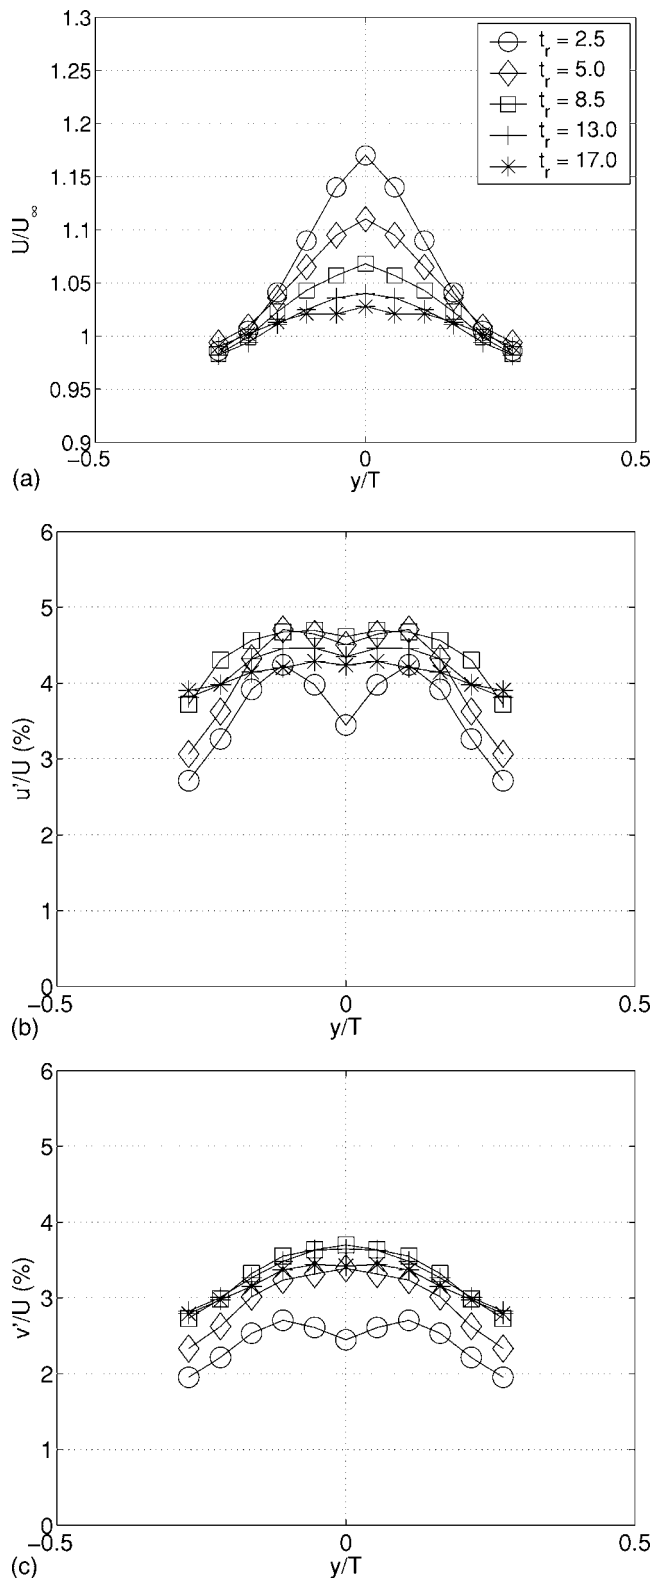 1.3
1.25
1.2
1.15
1.1
1.05
1
0.95
0.9
U/U∞
t_r = 2.5
t_r = 5.0
t_r = 8.5
t_r = 13.0
t_r = 17.0
−0.5 0 0.5
y/T
(a)
6
5
4
3
2
1
0
u'/U (%)
−0.5 0 0.5
y/T
(b)
6
5
4
3
2
1
0
v'/U (%)
−0.5 0 0.5
y/T
(c)